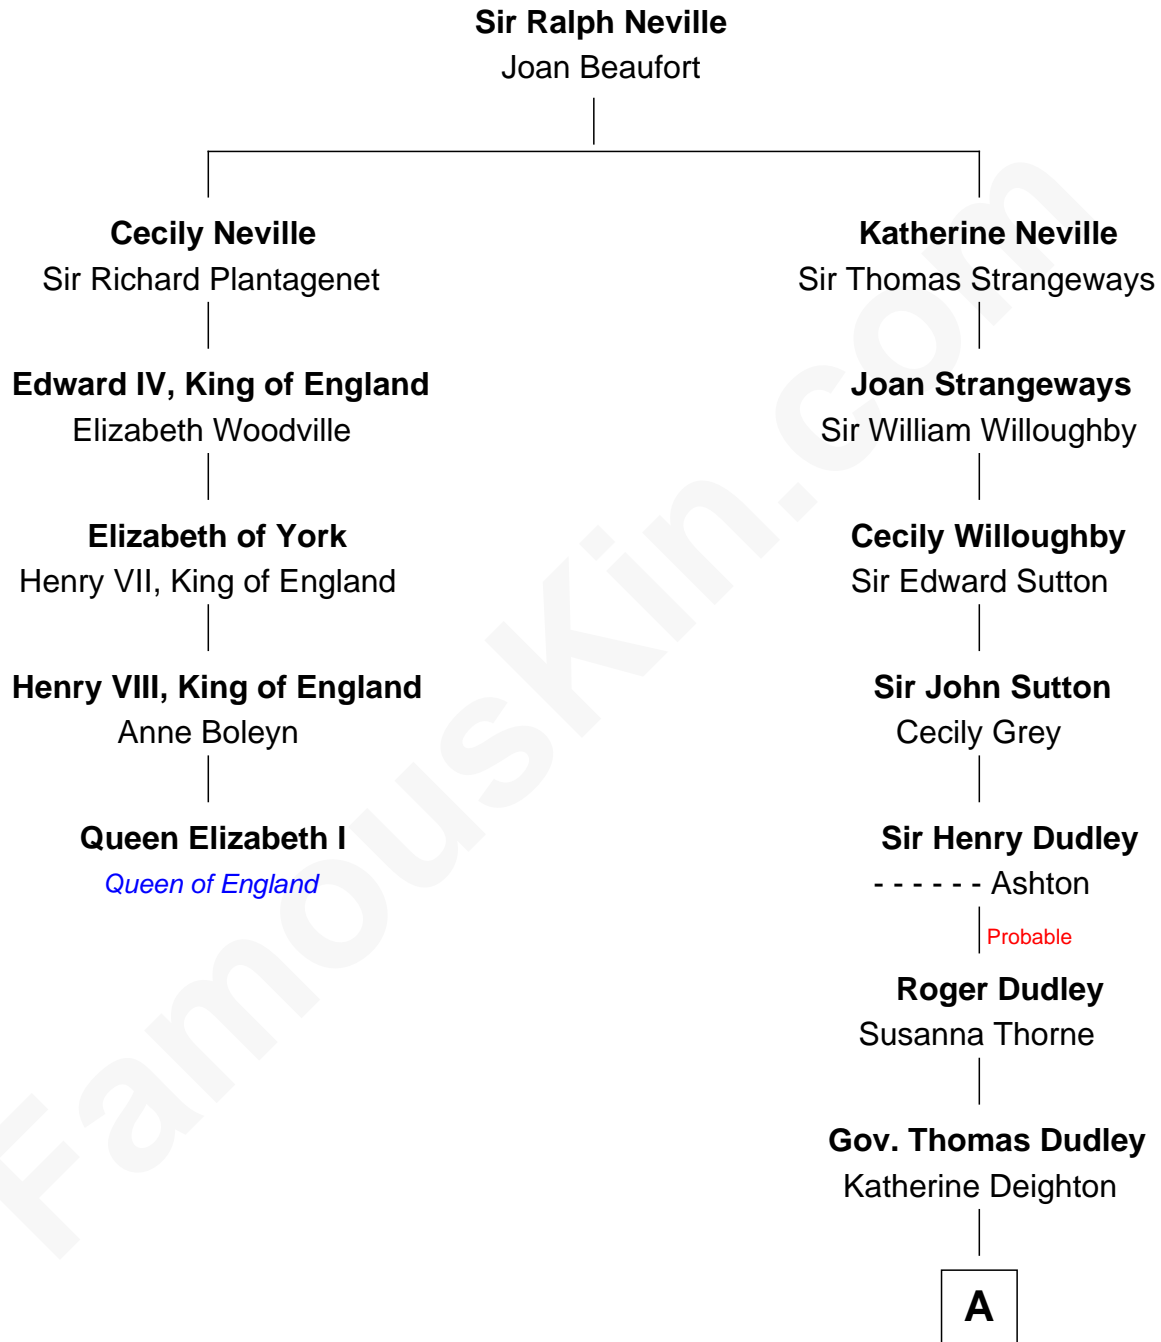 Sir Ralph Neville
Joan Beaufort
Cecily Neville
Sir Richard Plantagenet
Katherine Neville
Sir Thomas Strangeways
Edward IV, King of England
Elizabeth Woodville
Joan Strangeways
Sir William Willoughby
Elizabeth of York
Henry VII, King of England
Cecily Willoughby
Sir Edward Sutton
Henry VIII, King of England
Anne Boleyn
Sir John Sutton
Cecily Grey
Queen Elizabeth I
Queen of England
Sir Henry Dudley
- - - - - - Ashton
Probable
Roger Dudley
Susanna Thorne
Gov. Thomas Dudley
Katherine Deighton
A
FamousKin.com